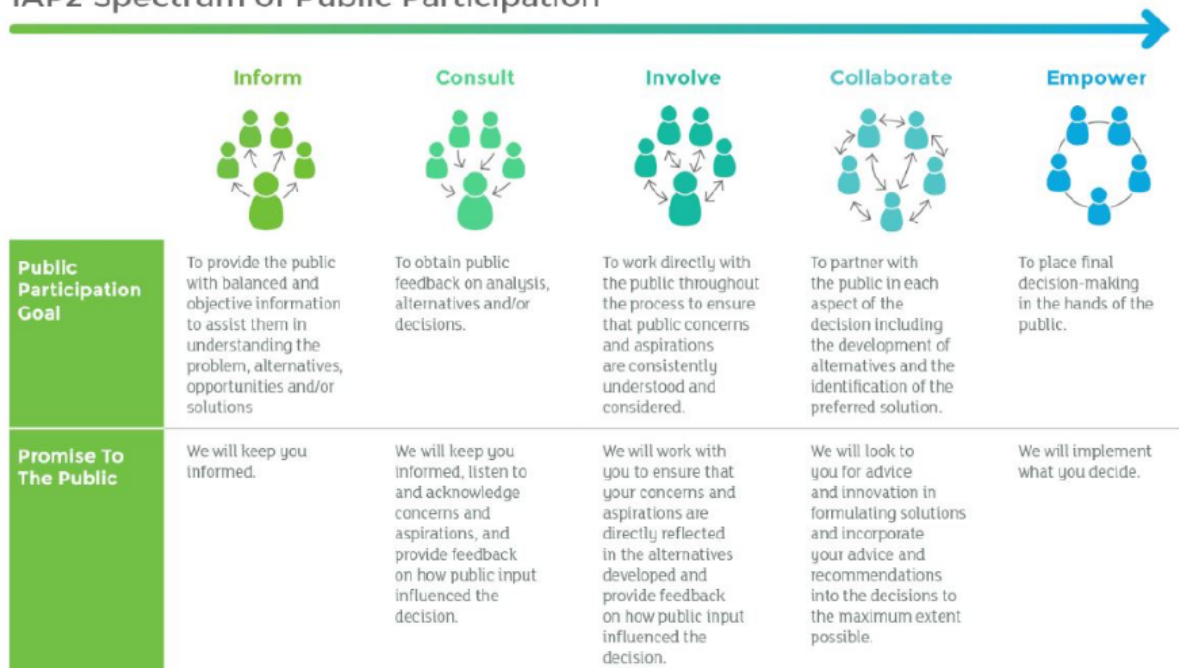 IAP2 Spectrum of Public Participation
Inform
Consult
Involve
Collaborate
Empower
Public
Participation
Goal
To provide the public
with balanced and
objective information
to assist them in
understanding the
problem, alternatives,
opportunities and/or
solutions
To obtain public
feedback on analysis,
alternatives and/or
decisions.
To work directly with
the public throughout
the process to ensure
that public concerns
and aspirations
are consistently
understood and
considered.
To partner with
the public in each
aspect of the
decision including
the development of
alternatives and the
identification of the
preferred solution.
To place final
decision-making
in the hands of the
public.
Promise To
The Public
We will keep you
informed.
We will keep you
informed, listen to
and acknowledge
concerns and
aspirations, and
provide feedback
on how public input
influenced the
decision.
We will work with
you to ensure that
your concerns and
aspirations are
directly reflected
in the alternatives
developed and
provide feedback
on how public input
influenced the
decision.
We will look to
you for advice
and innovation in
formulating solutions
and incorporate
your advice and
recommendations
into the decisions to
the maximum extent
possible.
We will implement
what you decide.